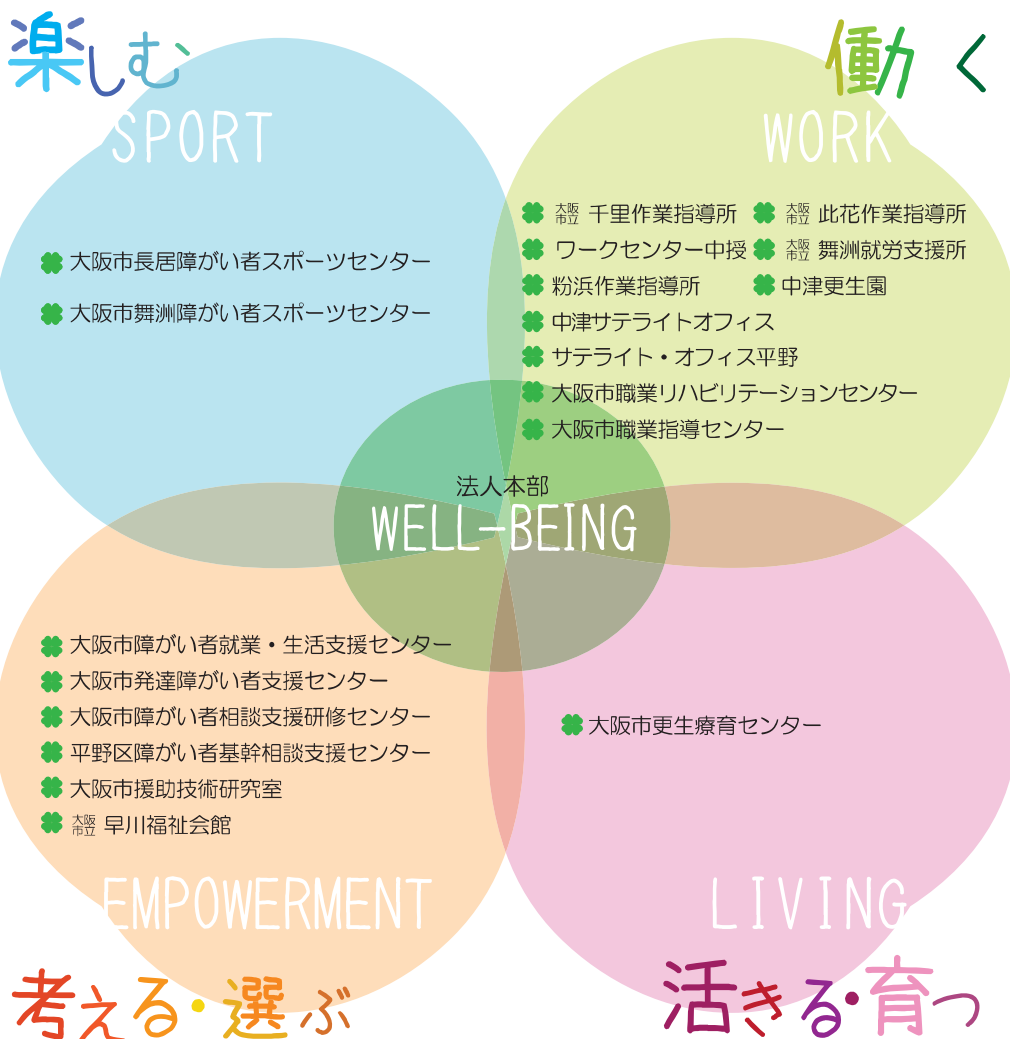 楽しむ
SPORT
大阪市長居障がい者スポーツセンター
大阪市舞洲障がい者スポーツセンター
働く
WORK
大阪市立 千里作業指導所
大阪市立 此花作業指導所
ワークセンター中授
大阪市立 舞洲就労支援所
粉浜作業指導所
中津更生園
中津サテライトオフィス
サテライト・オフィス平野
大阪市職業リハビリテーションセンター
大阪市職業指導センター
法人本部
WELL-BEING
大阪市障がい者就業・生活支援センター
大阪市発達障がい者支援センター
大阪市障がい者相談支援研修センター
平野区障がい者基幹相談支援センター
大阪市援助技術研究室
大阪市立 早川福祉会館
EMPOWERMENT
考える・選ぶ
大阪市更生療育センター
LIVING
活きる・育つ